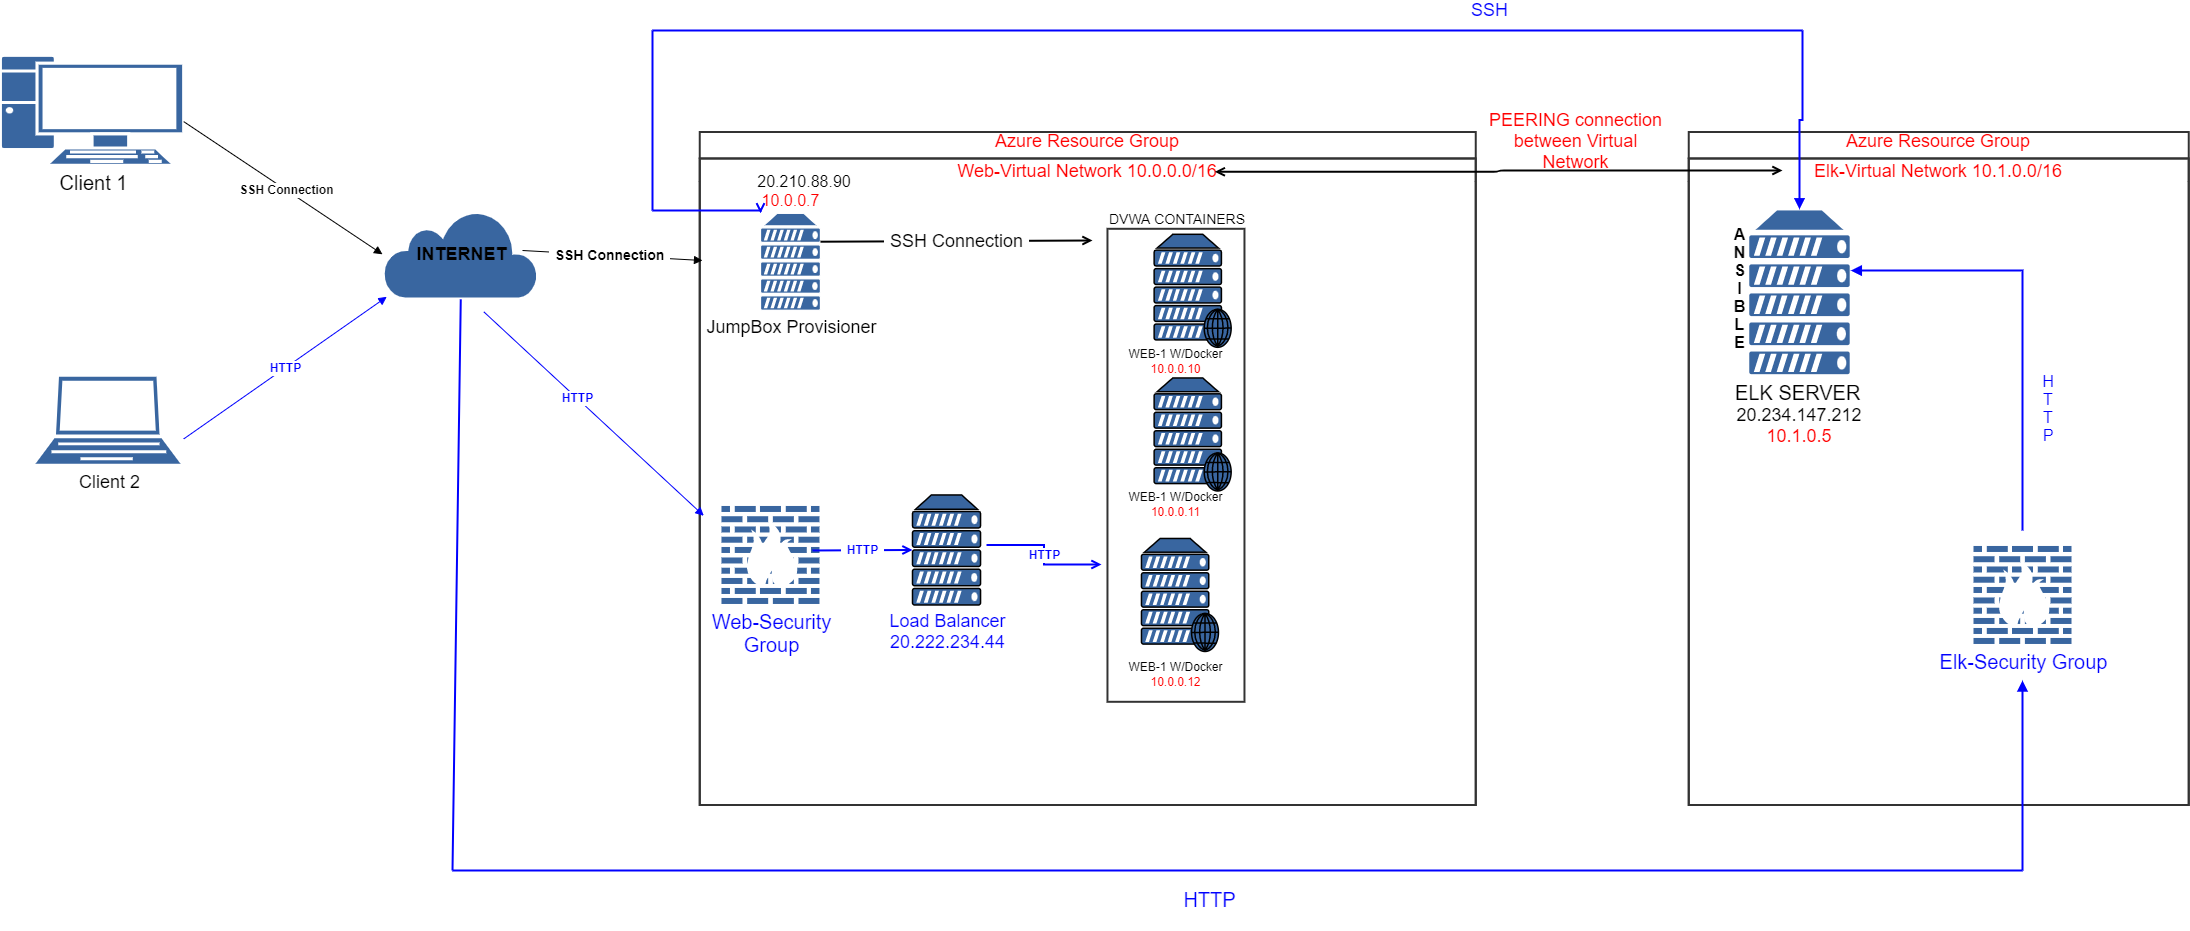 SSH
PEERING connection
between Virtual
Network
Azure Resource Group
Azure Resource Group
Web-Virtual Network 10.0.0.0/16
Elk-Virtual Network 10.1.0.0/16
Client 1
SSH Connection
20.210.88.90
10.0.0.7
DVWA CONTAINERS
INTERNET
SSH Connection
SSH Connection
JumpBox Provisioner
WEB-1 W/Docker
10.0.0.10
A
N
S
I
B
L
E
ELK SERVER
20.234.147.212
10.1.0.5
H
T
T
P
HTTP
HTTP
Client 2
WEB-1 W/Docker
10.0.0.11
HTTP
HTTP
Web-Security
Group
Load Balancer
20.222.234.44
WEB-1 W/Docker
10.0.0.12
Elk-Security Group
HTTP